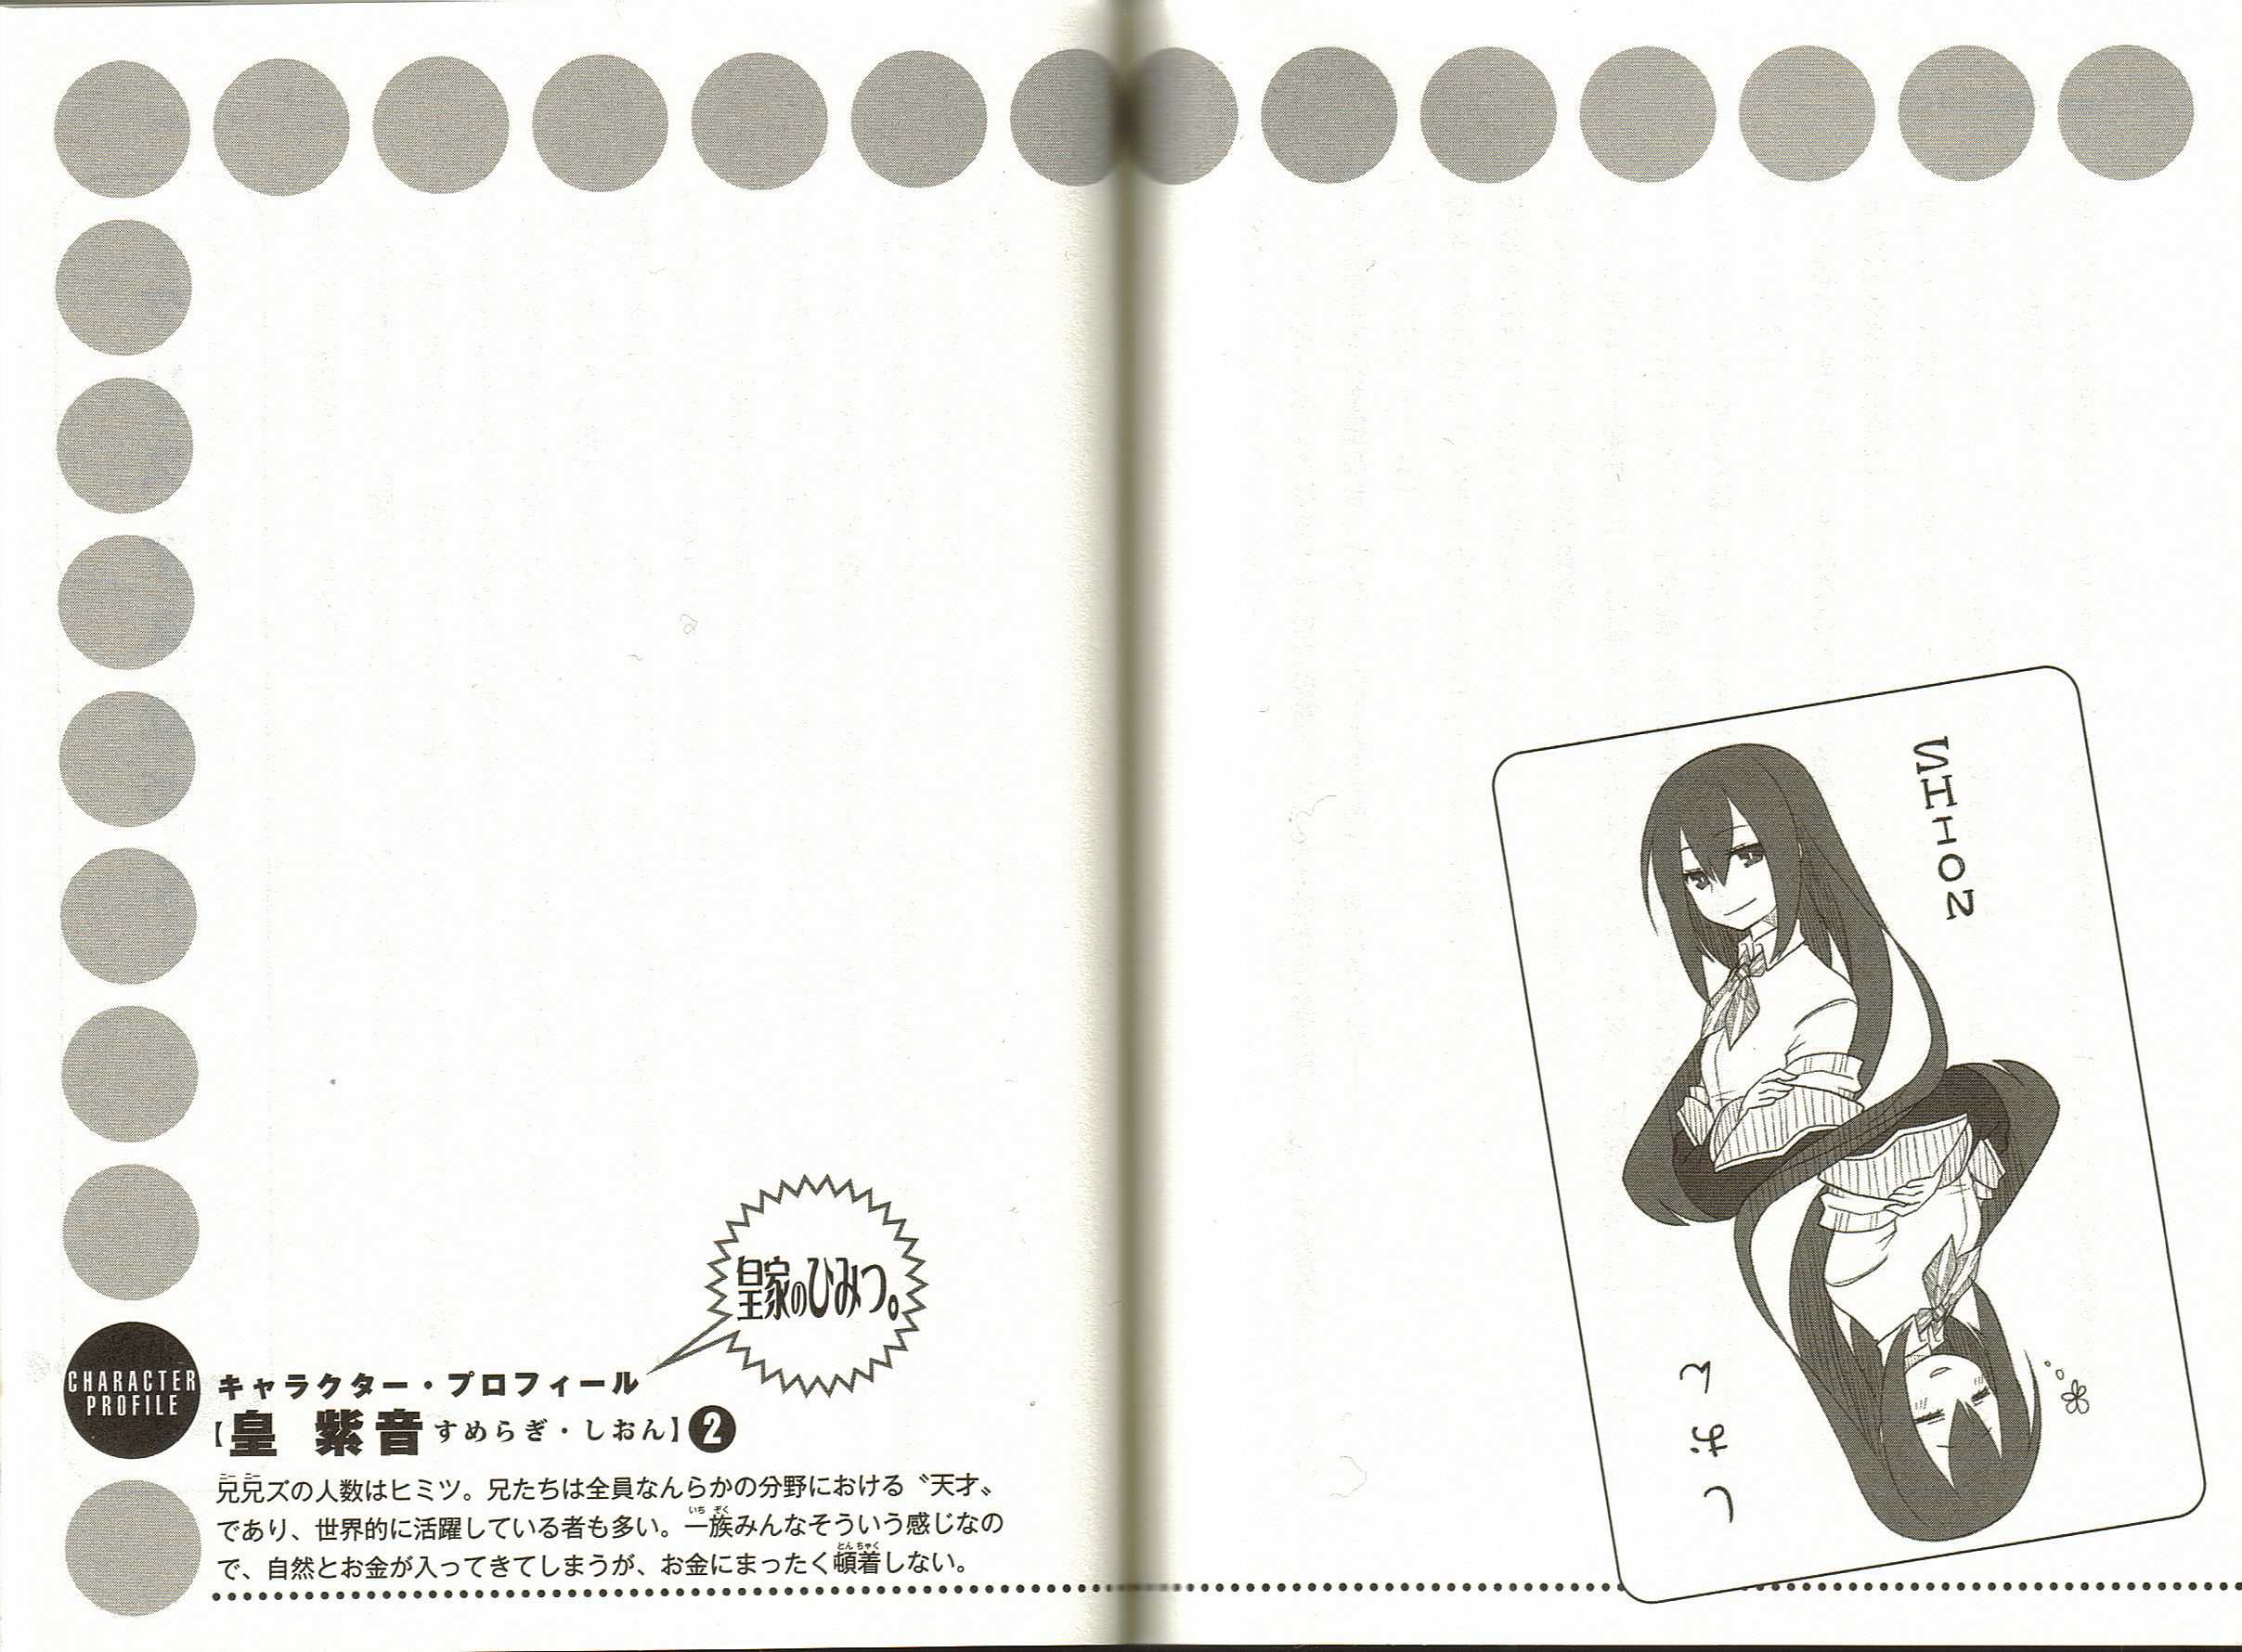 皇家のひみつ。
CHARACTER
PROFILE
キャラクター・プロフィール
【皇 紫音 すめらぎ・しおん】❷
兄兄ズの人数はヒミツ。兄たちは全員なんらかの分野における〝天才〟
であり、世界的に活躍している者も多い。一族みんなそういう感じなの
で、自然とお金が入ってきてしまうが、お金にまったく頓着しない。
SHION
しおん